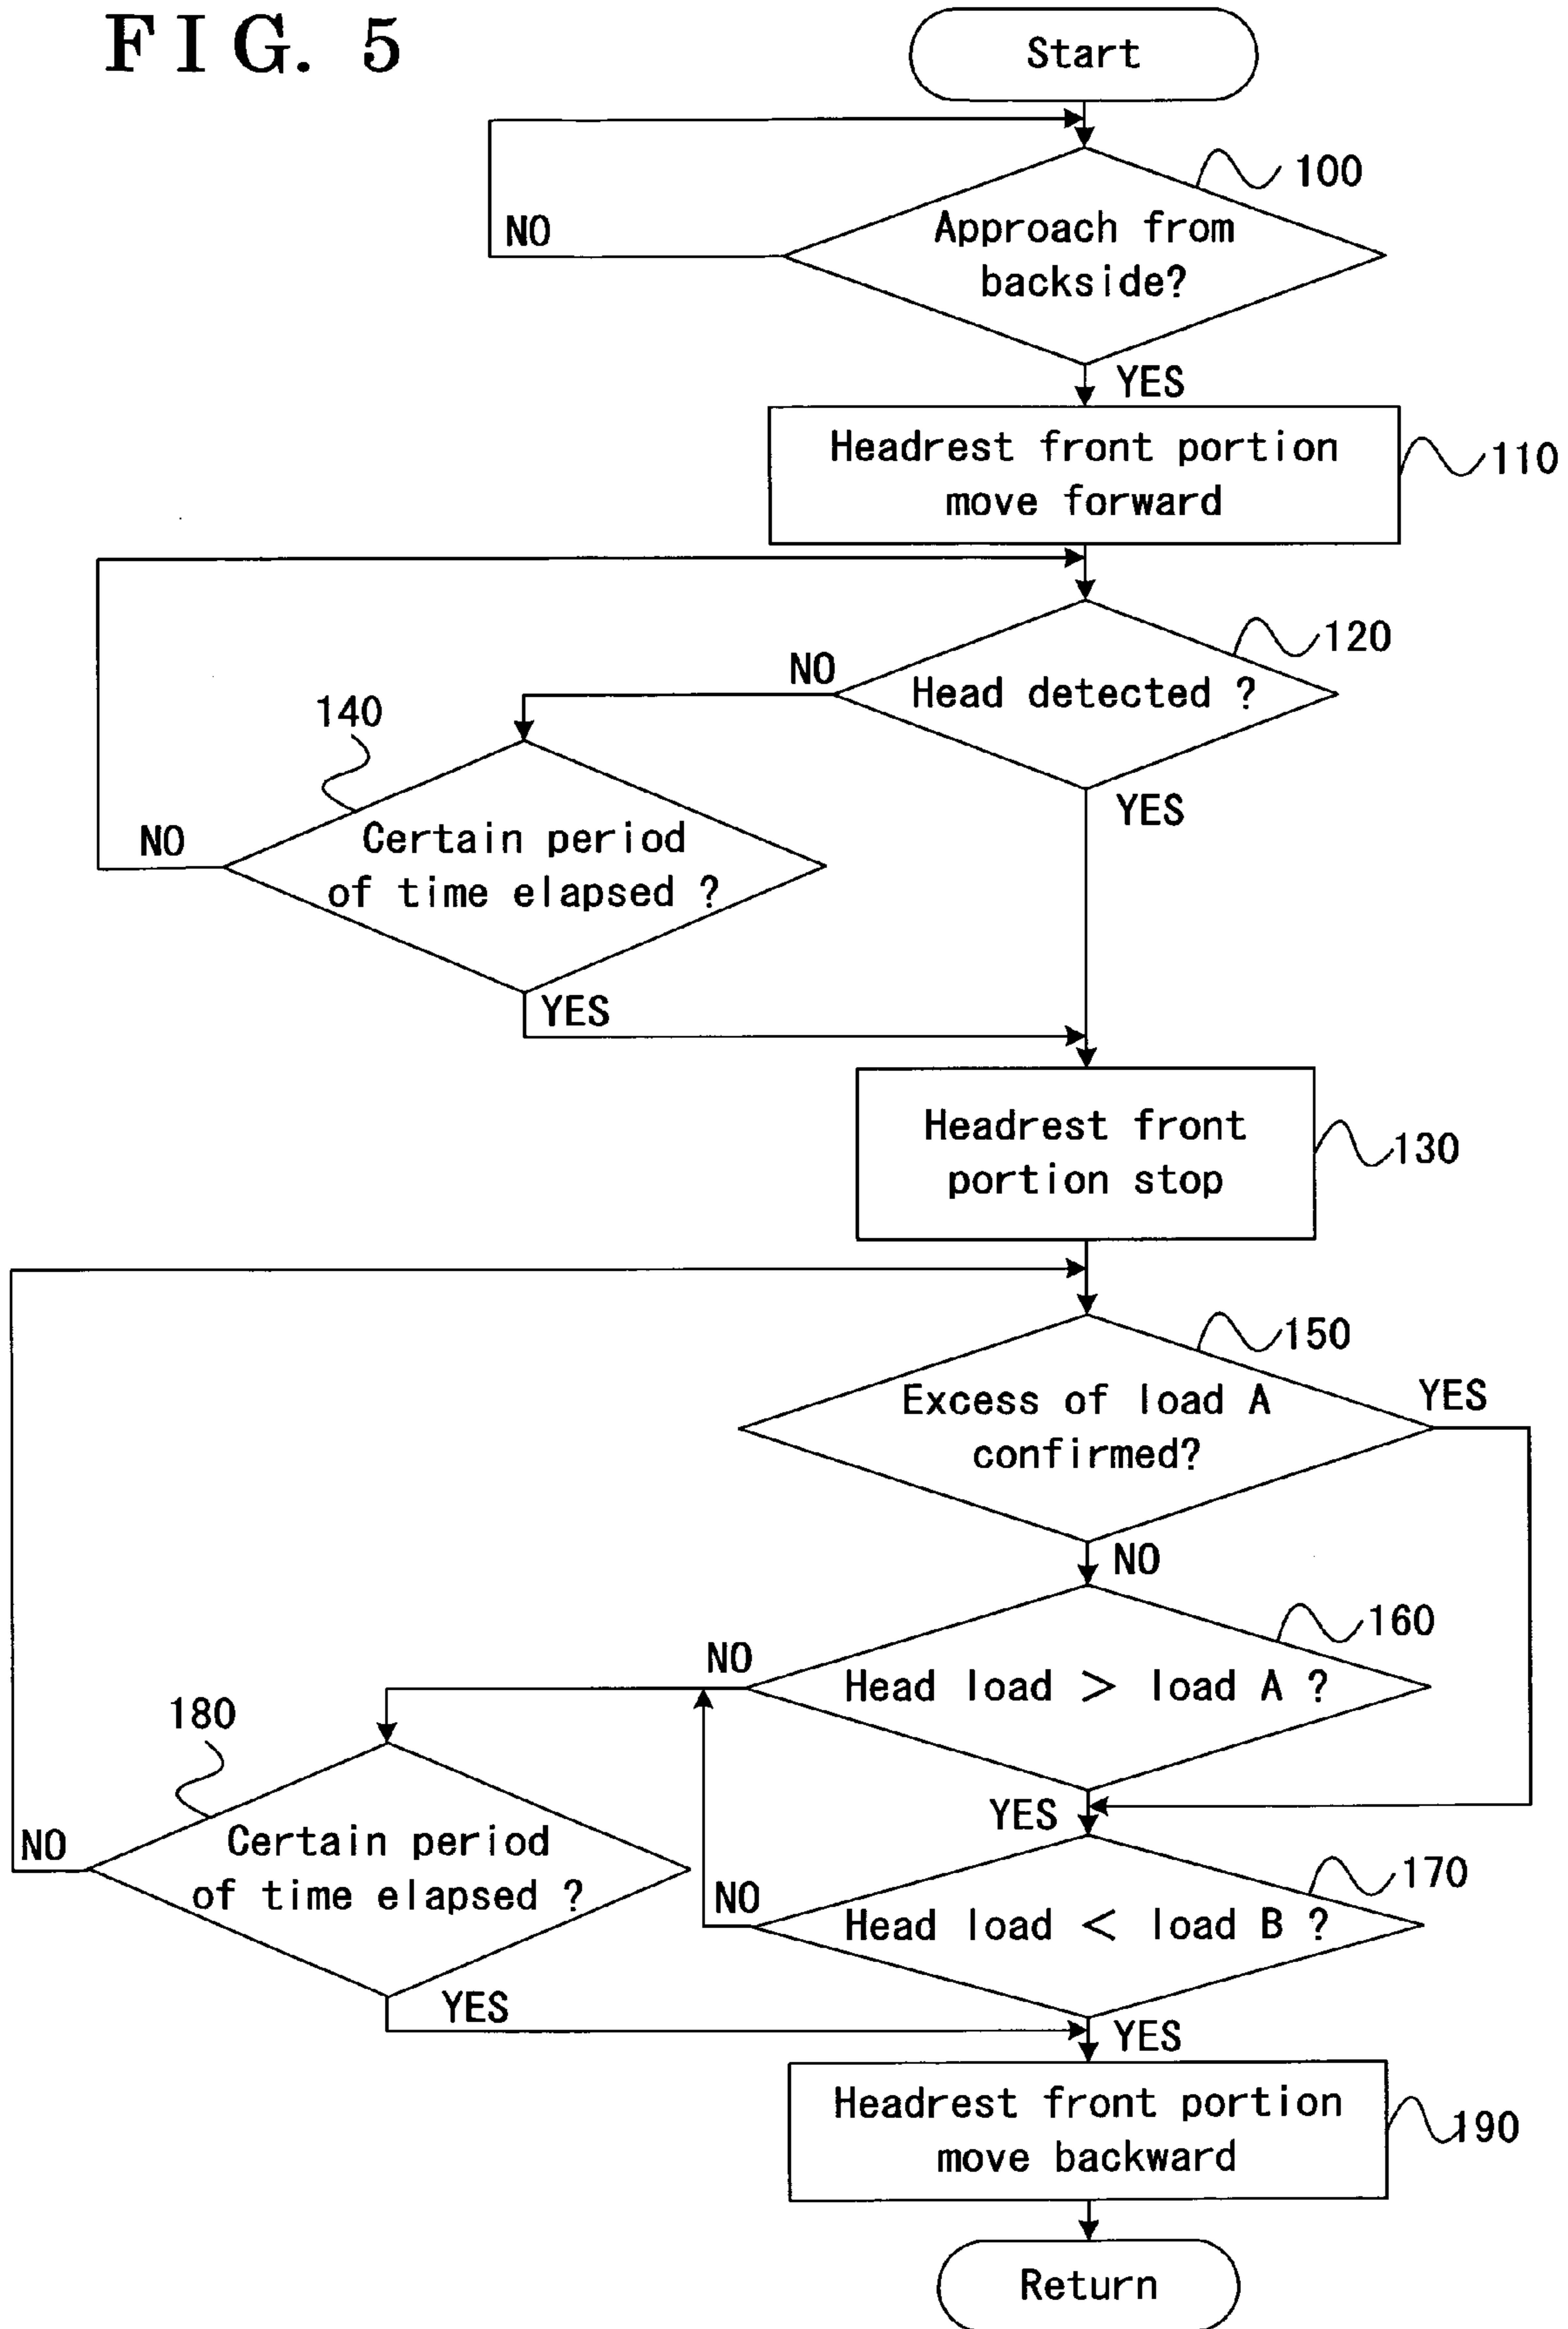 FIG. 5
Start
100
Approach from
backside?
NO
YES
Headrest front portion
move forward
110
120
Head detected ?
NO
YES
140
Certain period
of time elapsed ?
NO
YES
Headrest front
portion stop
130
150
Excess of load A
confirmed?
YES
NO
160
Head load > load A ?
NO
YES
180
Certain period
of time elapsed ?
NO
YES
170
Head load < load B ?
NO
YES
Headrest front portion
move backward
190
Return